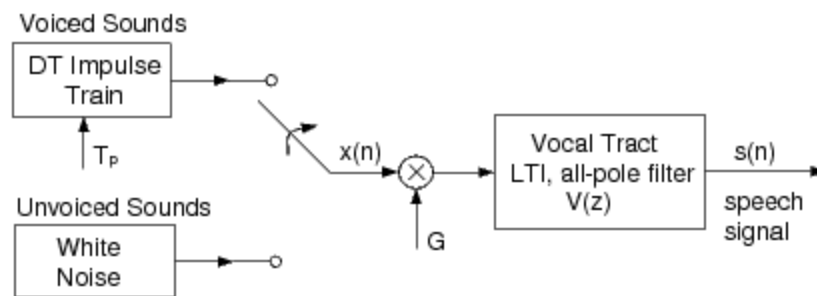 Voiced Sounds
DT Impulse
Train
T_P
x(n)
G
Vocal Tract
LTI, all-pole filter
V(z)
s(n)
speech
signal
Unvoiced Sounds
White
Noise